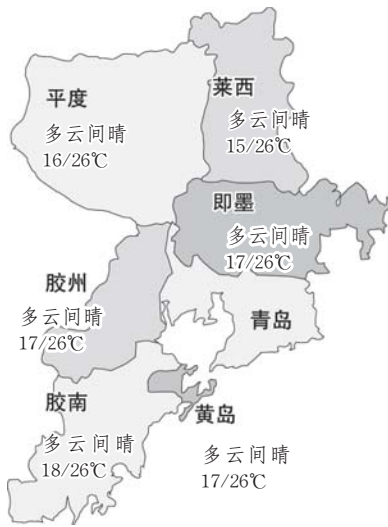 平度
多云间晴
16/26℃
莱西
多云间晴
15/26℃
即墨
多云间晴
17/26℃
胶州
多云间晴
17/26℃
青岛
胶南
多云间晴
18/26℃
黄岛
多云间晴
17/26℃